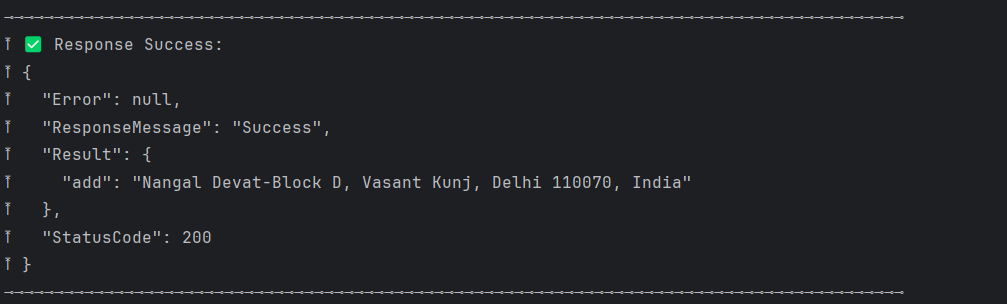 ✅ Response Success:
{
"Error": null,
"ResponseMessage": "Success",
"Result": {
"add": "Nangal Devat-Block D, Vasant Kunj, Delhi 110070, India"
},
"StatusCode": 200
}